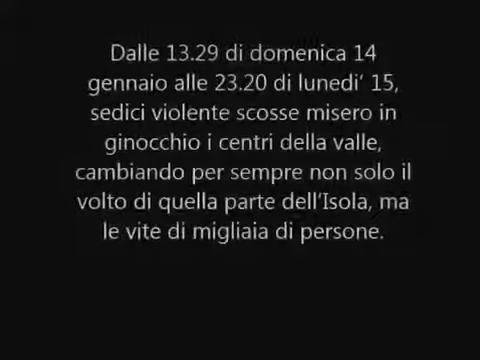 Dalle 13.29 di domenica 14
gennaio alle 23.20 di lunedi’ 15,
sedici violente scosse misero in
ginocchio i centri della valle,
cambiando per sempre non solo il
volto di quella parte dell’Isola, ma
le vite di migliaia di persone.